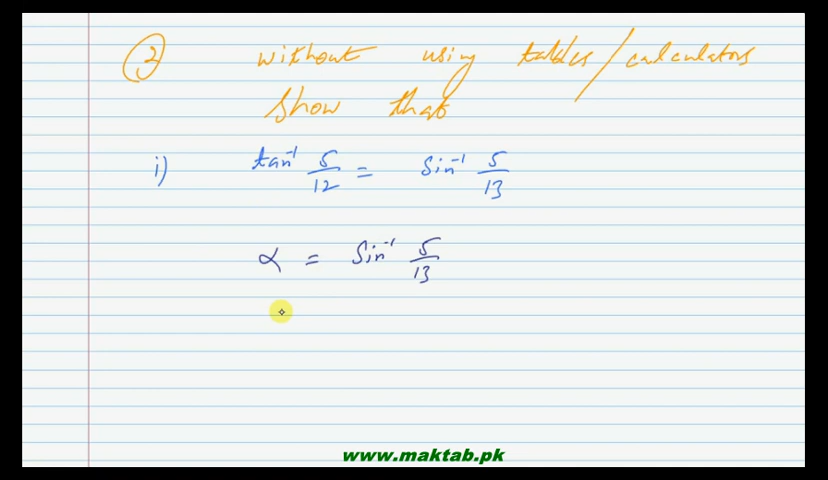 ② without using tables/calculators
Show that
i) tan⁻¹ 5/12 = Sin⁻¹ 5/13
α = Sin⁻¹ 5/13
www.maktab.pk